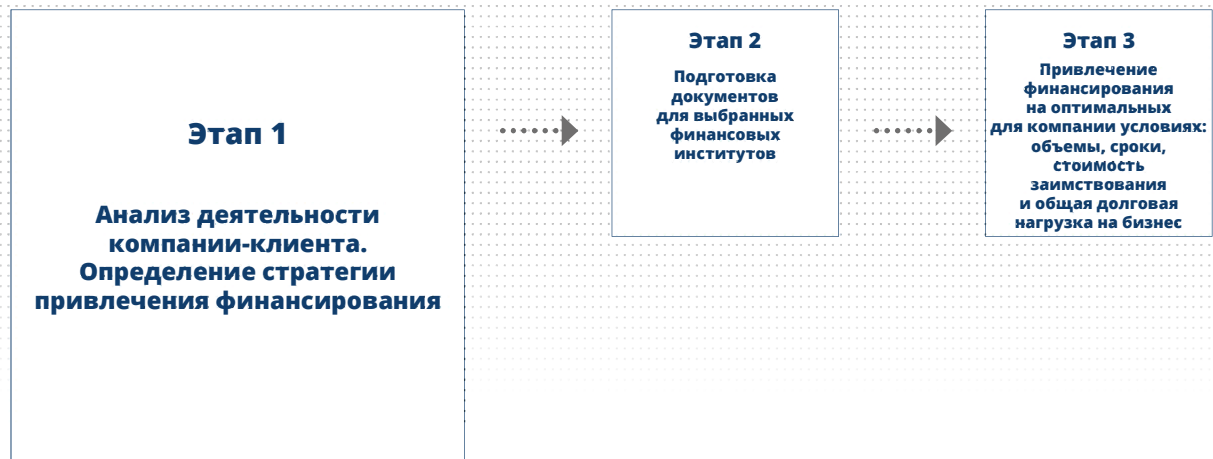 Этап 1
Анализ деятельности
компании-клиента.
Определение стратегии
привлечения финансирования
Этап 2
Подготовка
документов
для выбранных
финансовых
институтов
Этап 3
Привлечение
финансирования
на оптимальных
для компании условиях:
объемы, сроки,
стоимость
заимствования
и общая долговая
нагрузка на бизнес